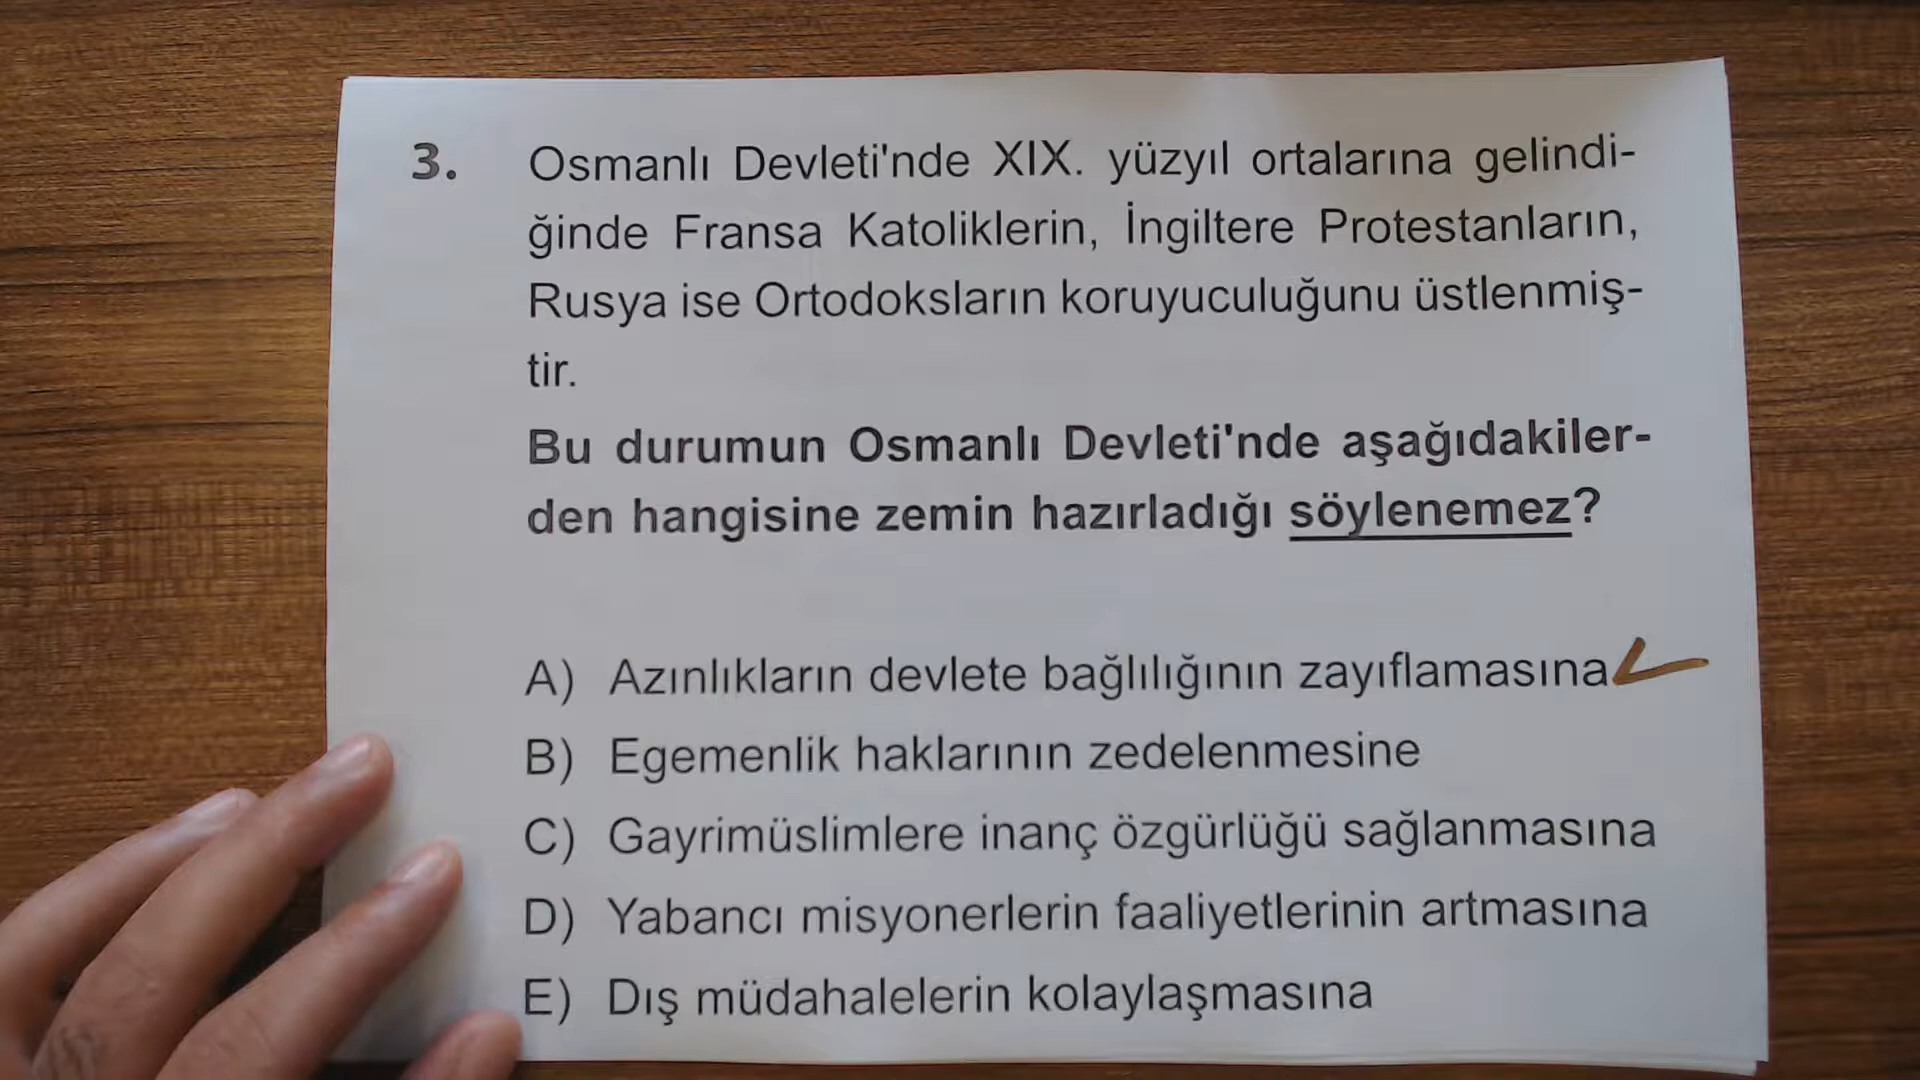 3. Osmanlı Devleti'nde XIX. yüzyıl ortalarına gelindi-
ğinde Fransa Katoliklerin, İngiltere Protestanların,
Rusya ise Ortodoksların koruyuculuğunu üstlenmiş-
tir.
Bu durumun Osmanlı Devleti'nde aşağıdakiler-
den hangisine zemin hazırladığı söylenemez?
A) Azınlıkların devlete bağlılığının zayıflamasına
B) Egemenlik haklarının zedelenmesine
C) Gayrimüslimlere inanç özgürlüğü sağlanmasına
D) Yabancı misyonerlerin faaliyetlerinin artmasına
E) Dış müdahalelerin kolaylaşmasına